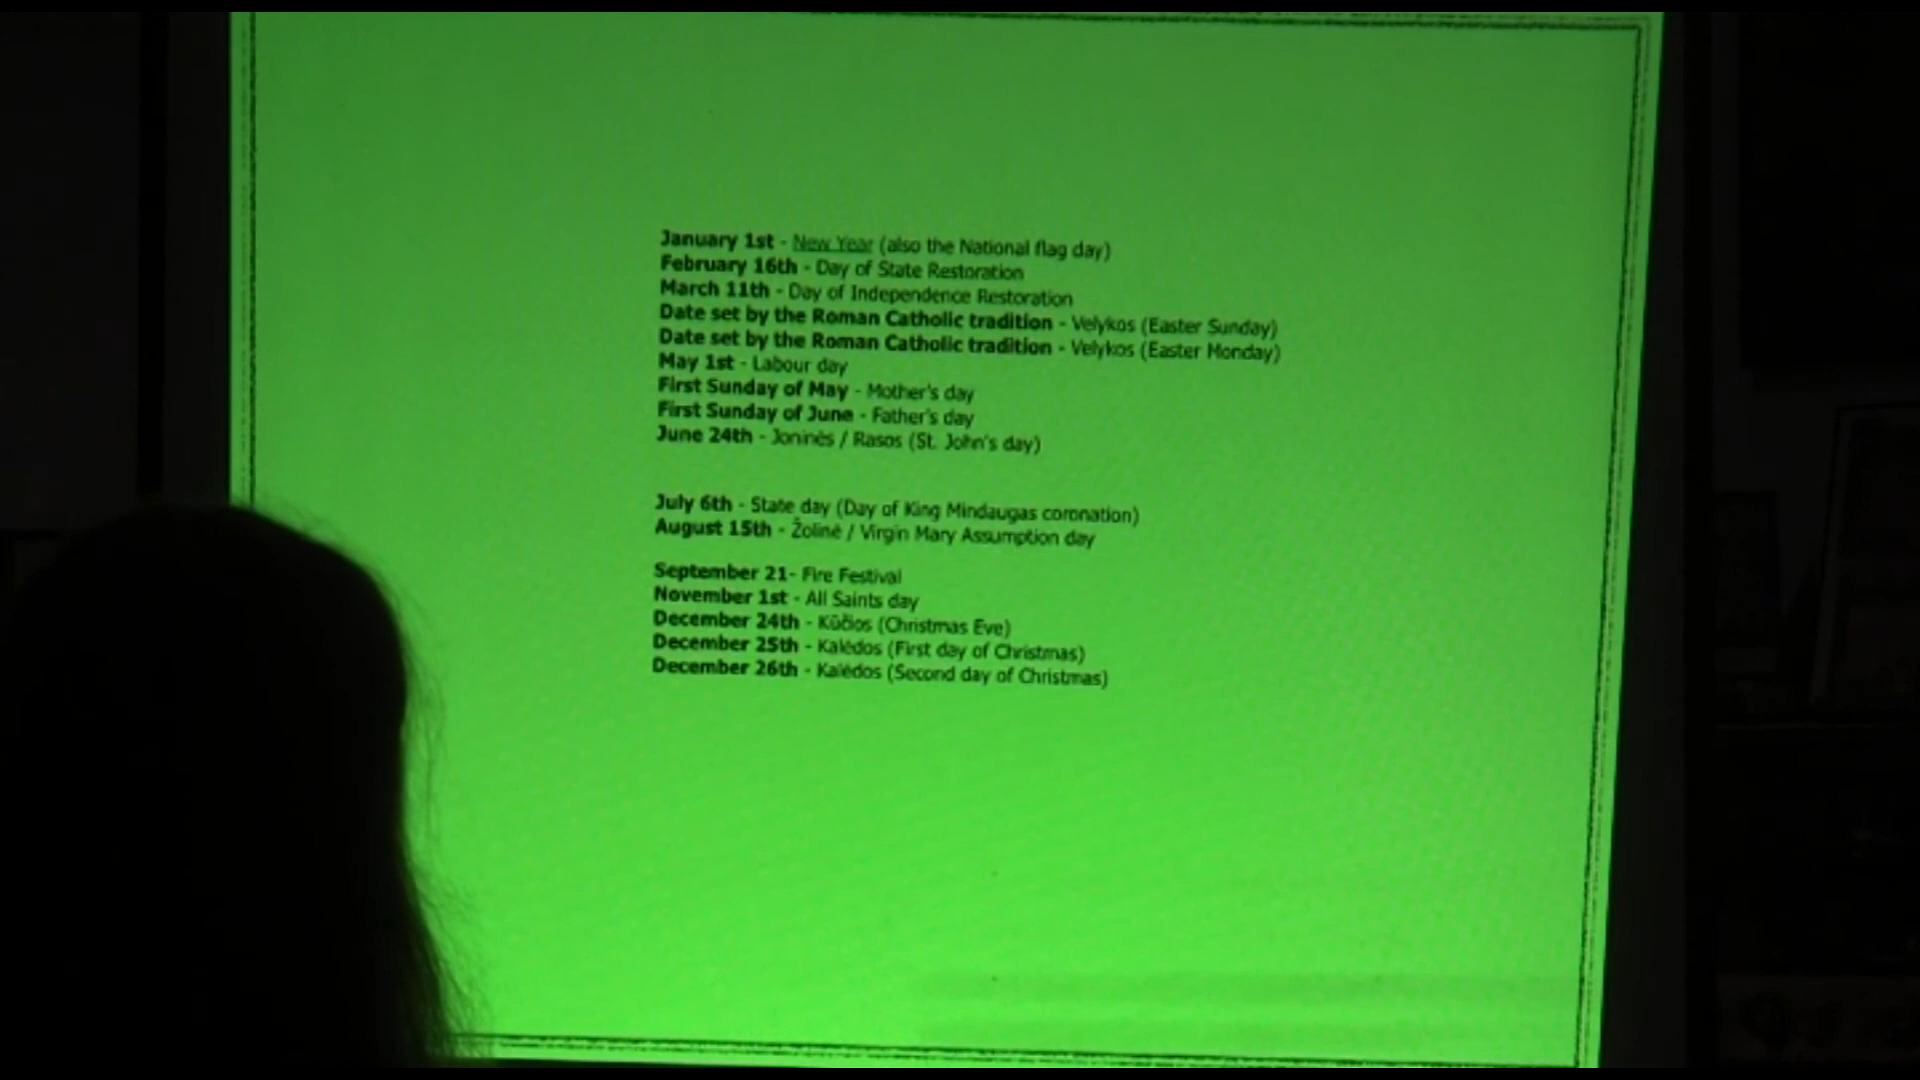 January 1st - New Year (also the National flag day)
February 16th - Day of State Restoration
March 11th - Day of Independence Restoration
Date set by the Roman Catholic tradition - Velykos (Easter Sunday)
Date set by the Roman Catholic tradition - Velykos (Easter Monday)
May 1st - Labour day
First Sunday of May - Mother's day
First Sunday of June - Father's day
June 24th - Joninės / Rasos (St. John's day)
July 6th - State day (Day of King Mindaugas coronation)
August 15th - Žolinė / Virgin Mary Assumption day
September 21- Fire Festival
November 1st - All Saints day
December 24th - Kūčios (Christmas Eve)
December 25th - Kalėdos (First day of Christmas)
December 26th - Kalėdos (Second day of Christmas)